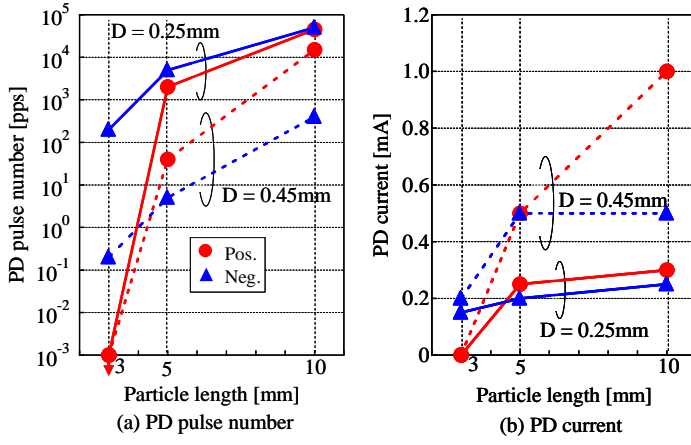 10^5
10^4
10^3
10^2
10^1
10^0
10^-1
10^-2
10^-3
PD pulse number [pps]
D = 0.25mm
D = 0.45mm
Pos.
Neg.
3
5
10
Particle length [mm]
(a) PD pulse number
1.2
1.0
0.8
0.6
0.4
0.2
0
PD current [mA]
D = 0.45mm
D = 0.25mm
3
5
10
Particle length [mm]
(b) PD current